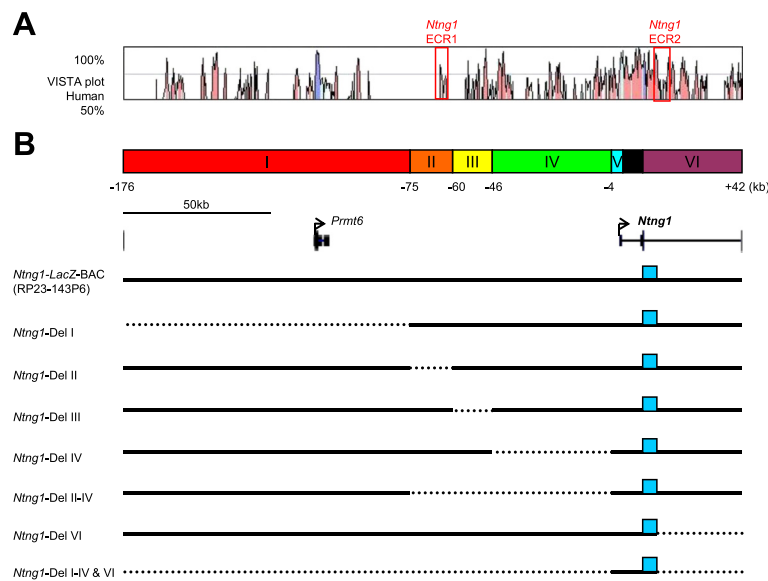 A
Ntng1
ECR1
Ntng1
ECR2
100%
VISTA plot
Human
50%
B
I
II
III
IV
V
VI
-176
-75
-60
-46
-4
+42 (kb)
50kb
Prmt6
Ntng1
Ntng1-LacZ-BAC
(RP23-143P6)
Ntng1-Del I
Ntng1-Del II
Ntng1-Del III
Ntng1-Del IV
Ntng1-Del II-IV
Ntng1-Del VI
Ntng1-Del I-IV & VI